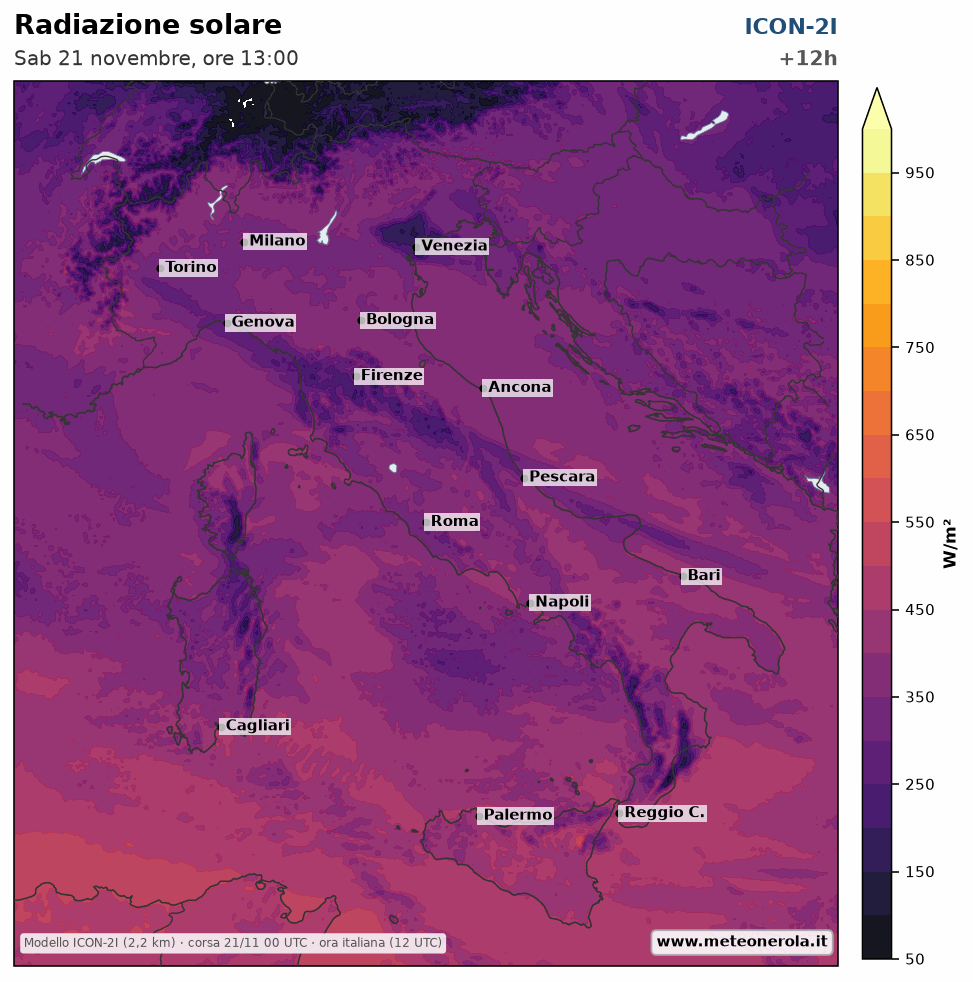 Radiazione solare
ICON-2I
Sab 21 novembre, ore 13:00
+12h
Milano
Venezia
Torino
Genova
Bologna
Firenze
Ancona
Pescara
Roma
Bari
Napoli
Cagliari
Palermo
Reggio C.
950
850
750
650
550
450
350
250
150
50
W/m²
Modello ICON-2I (2,2 km) · corsa 21/11 00 UTC · ora italiana (12 UTC)
www.meteonerola.it